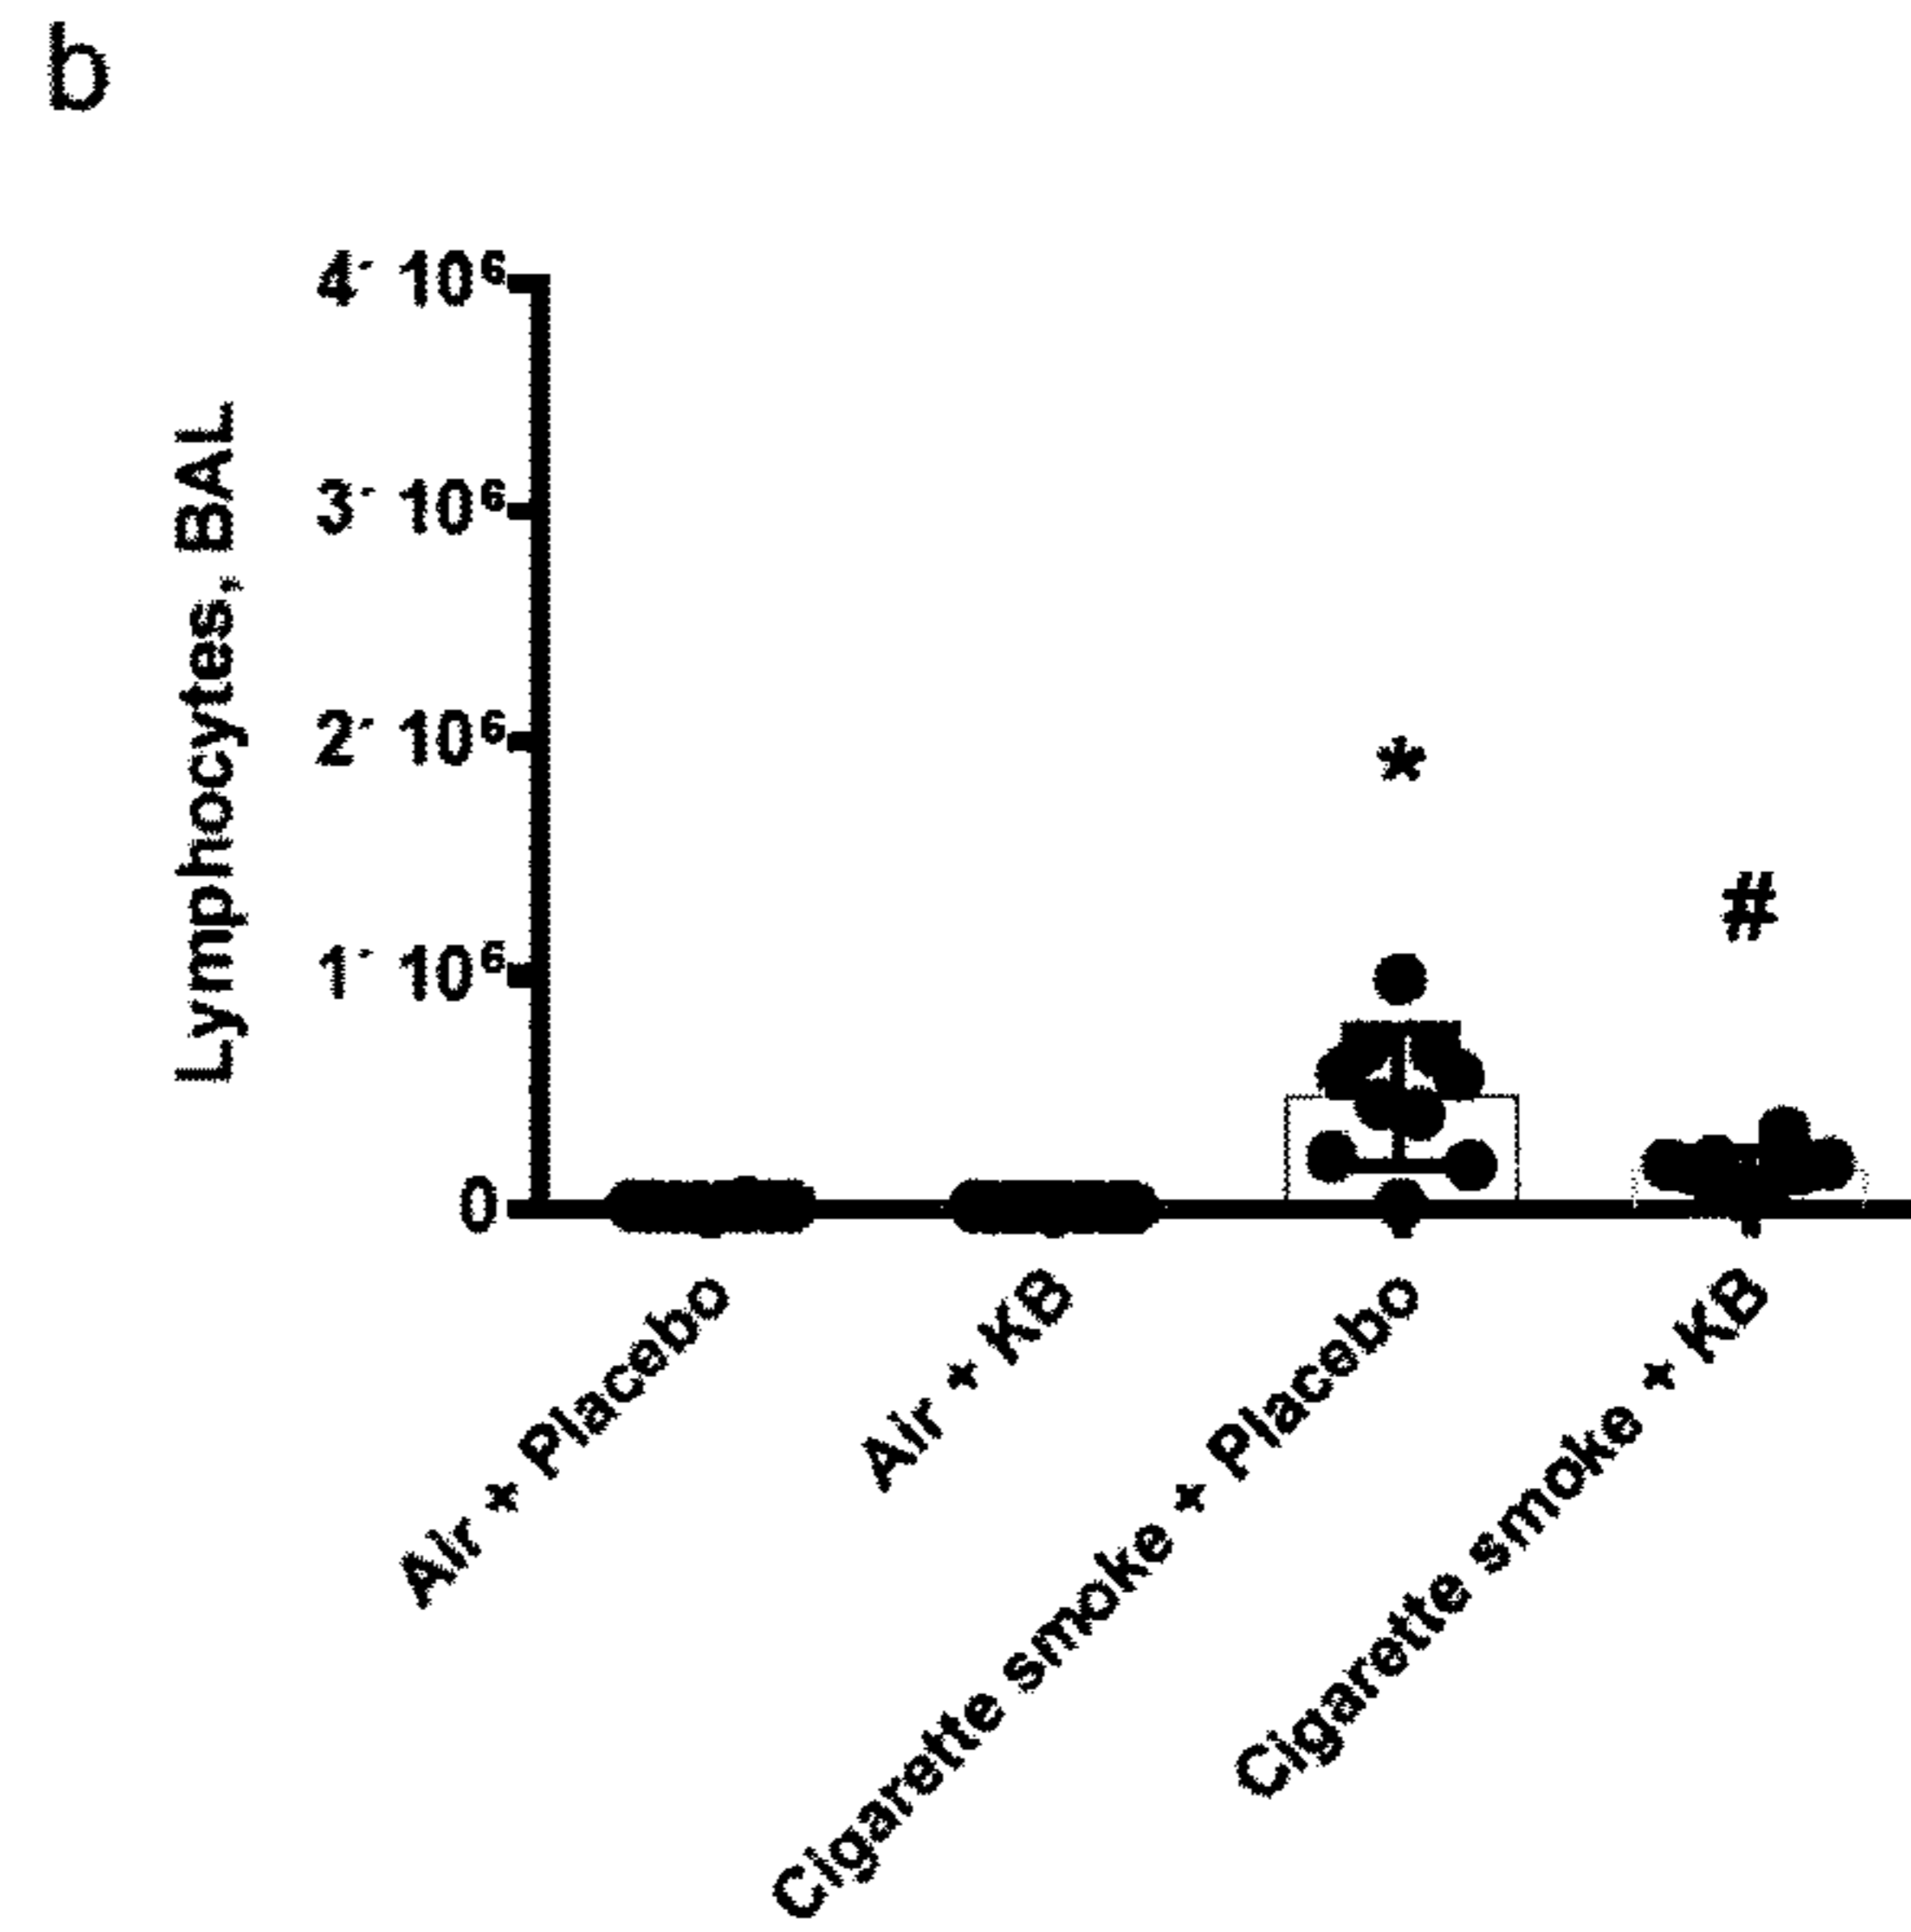 b
Lymphocytes, BAL
4´ 10⁶
3´ 10⁶
2´ 10⁶
1´ 10⁶
0
*
#
Air + Placebo
Air + KB
Cigarette smoke + Placebo
Cigarette smoke + KB